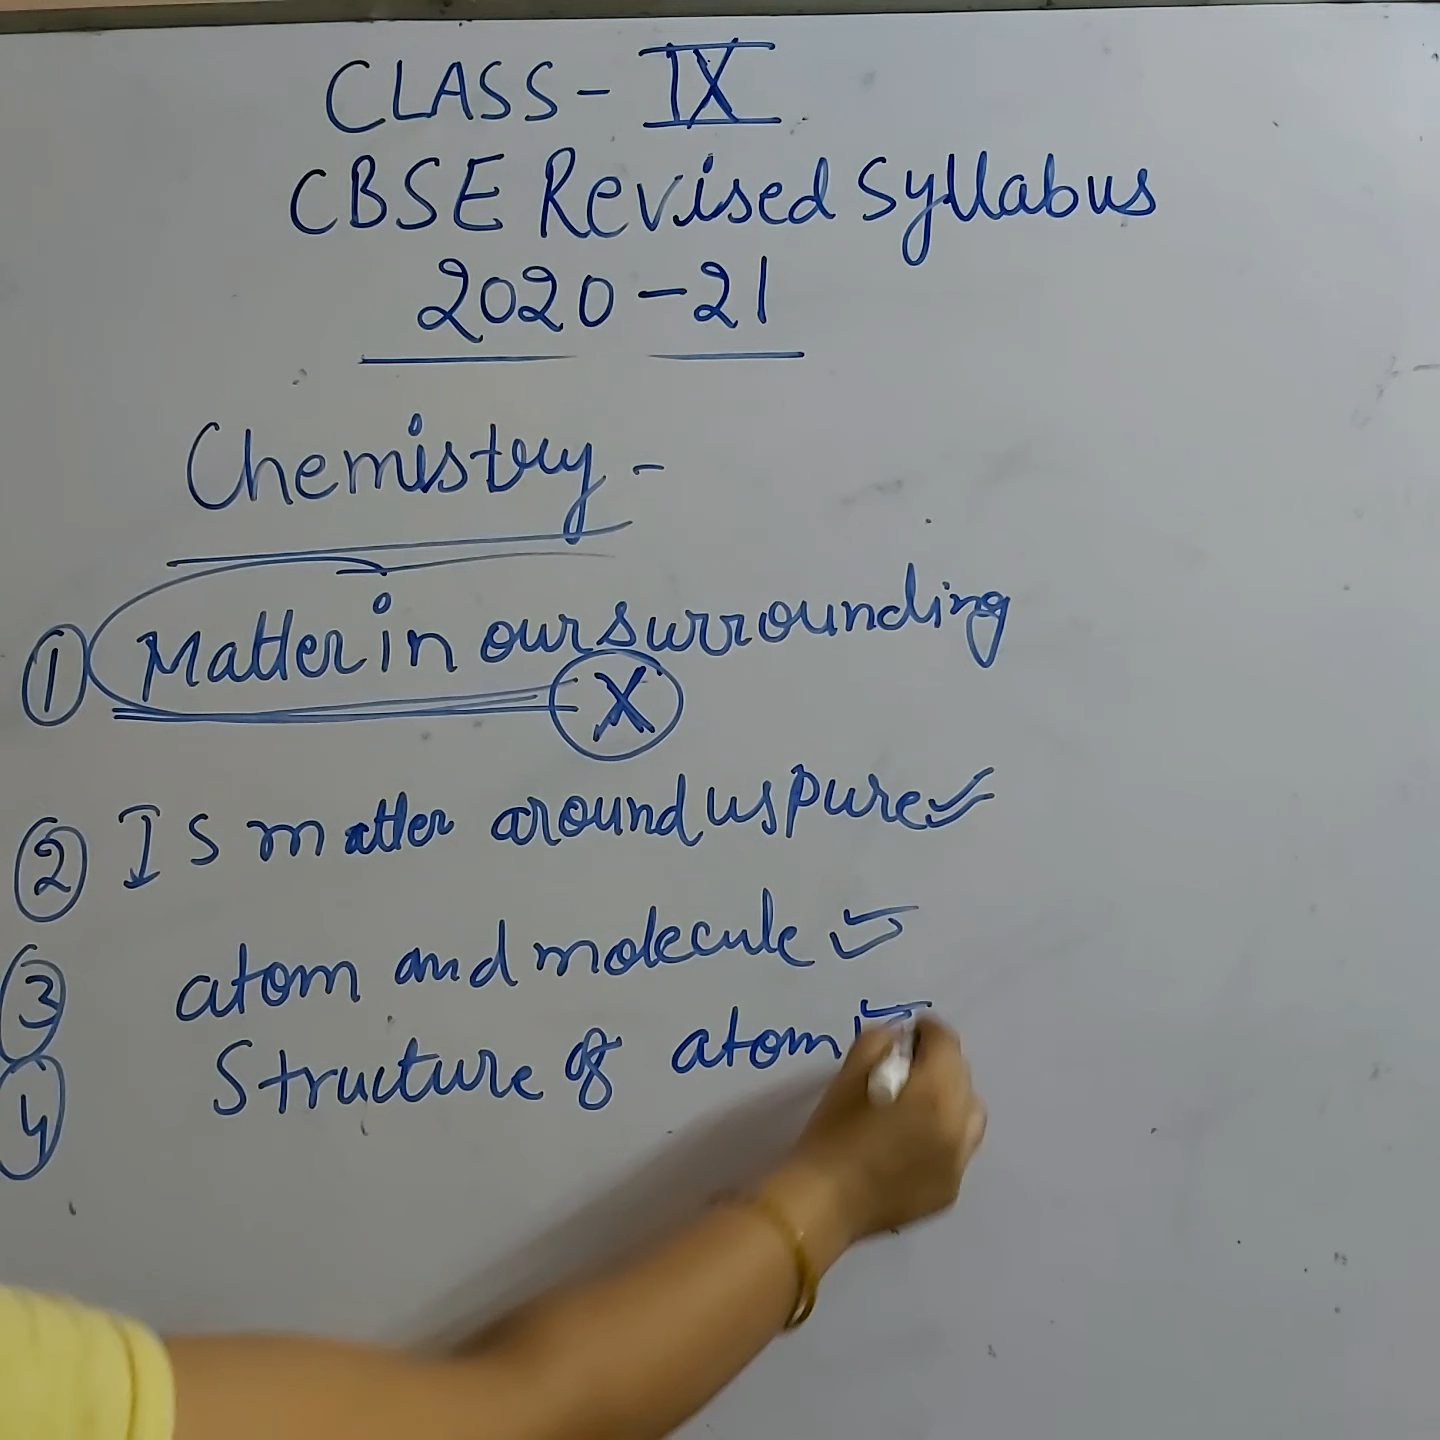 CLASS - IX
CBSE Revised Syllabus
2020 - 21
Chemistry -
① Matter in our surrounding
X
② Is matter around us pure ✓
③ atom and molecule ✓
④ Structure of atom ✓